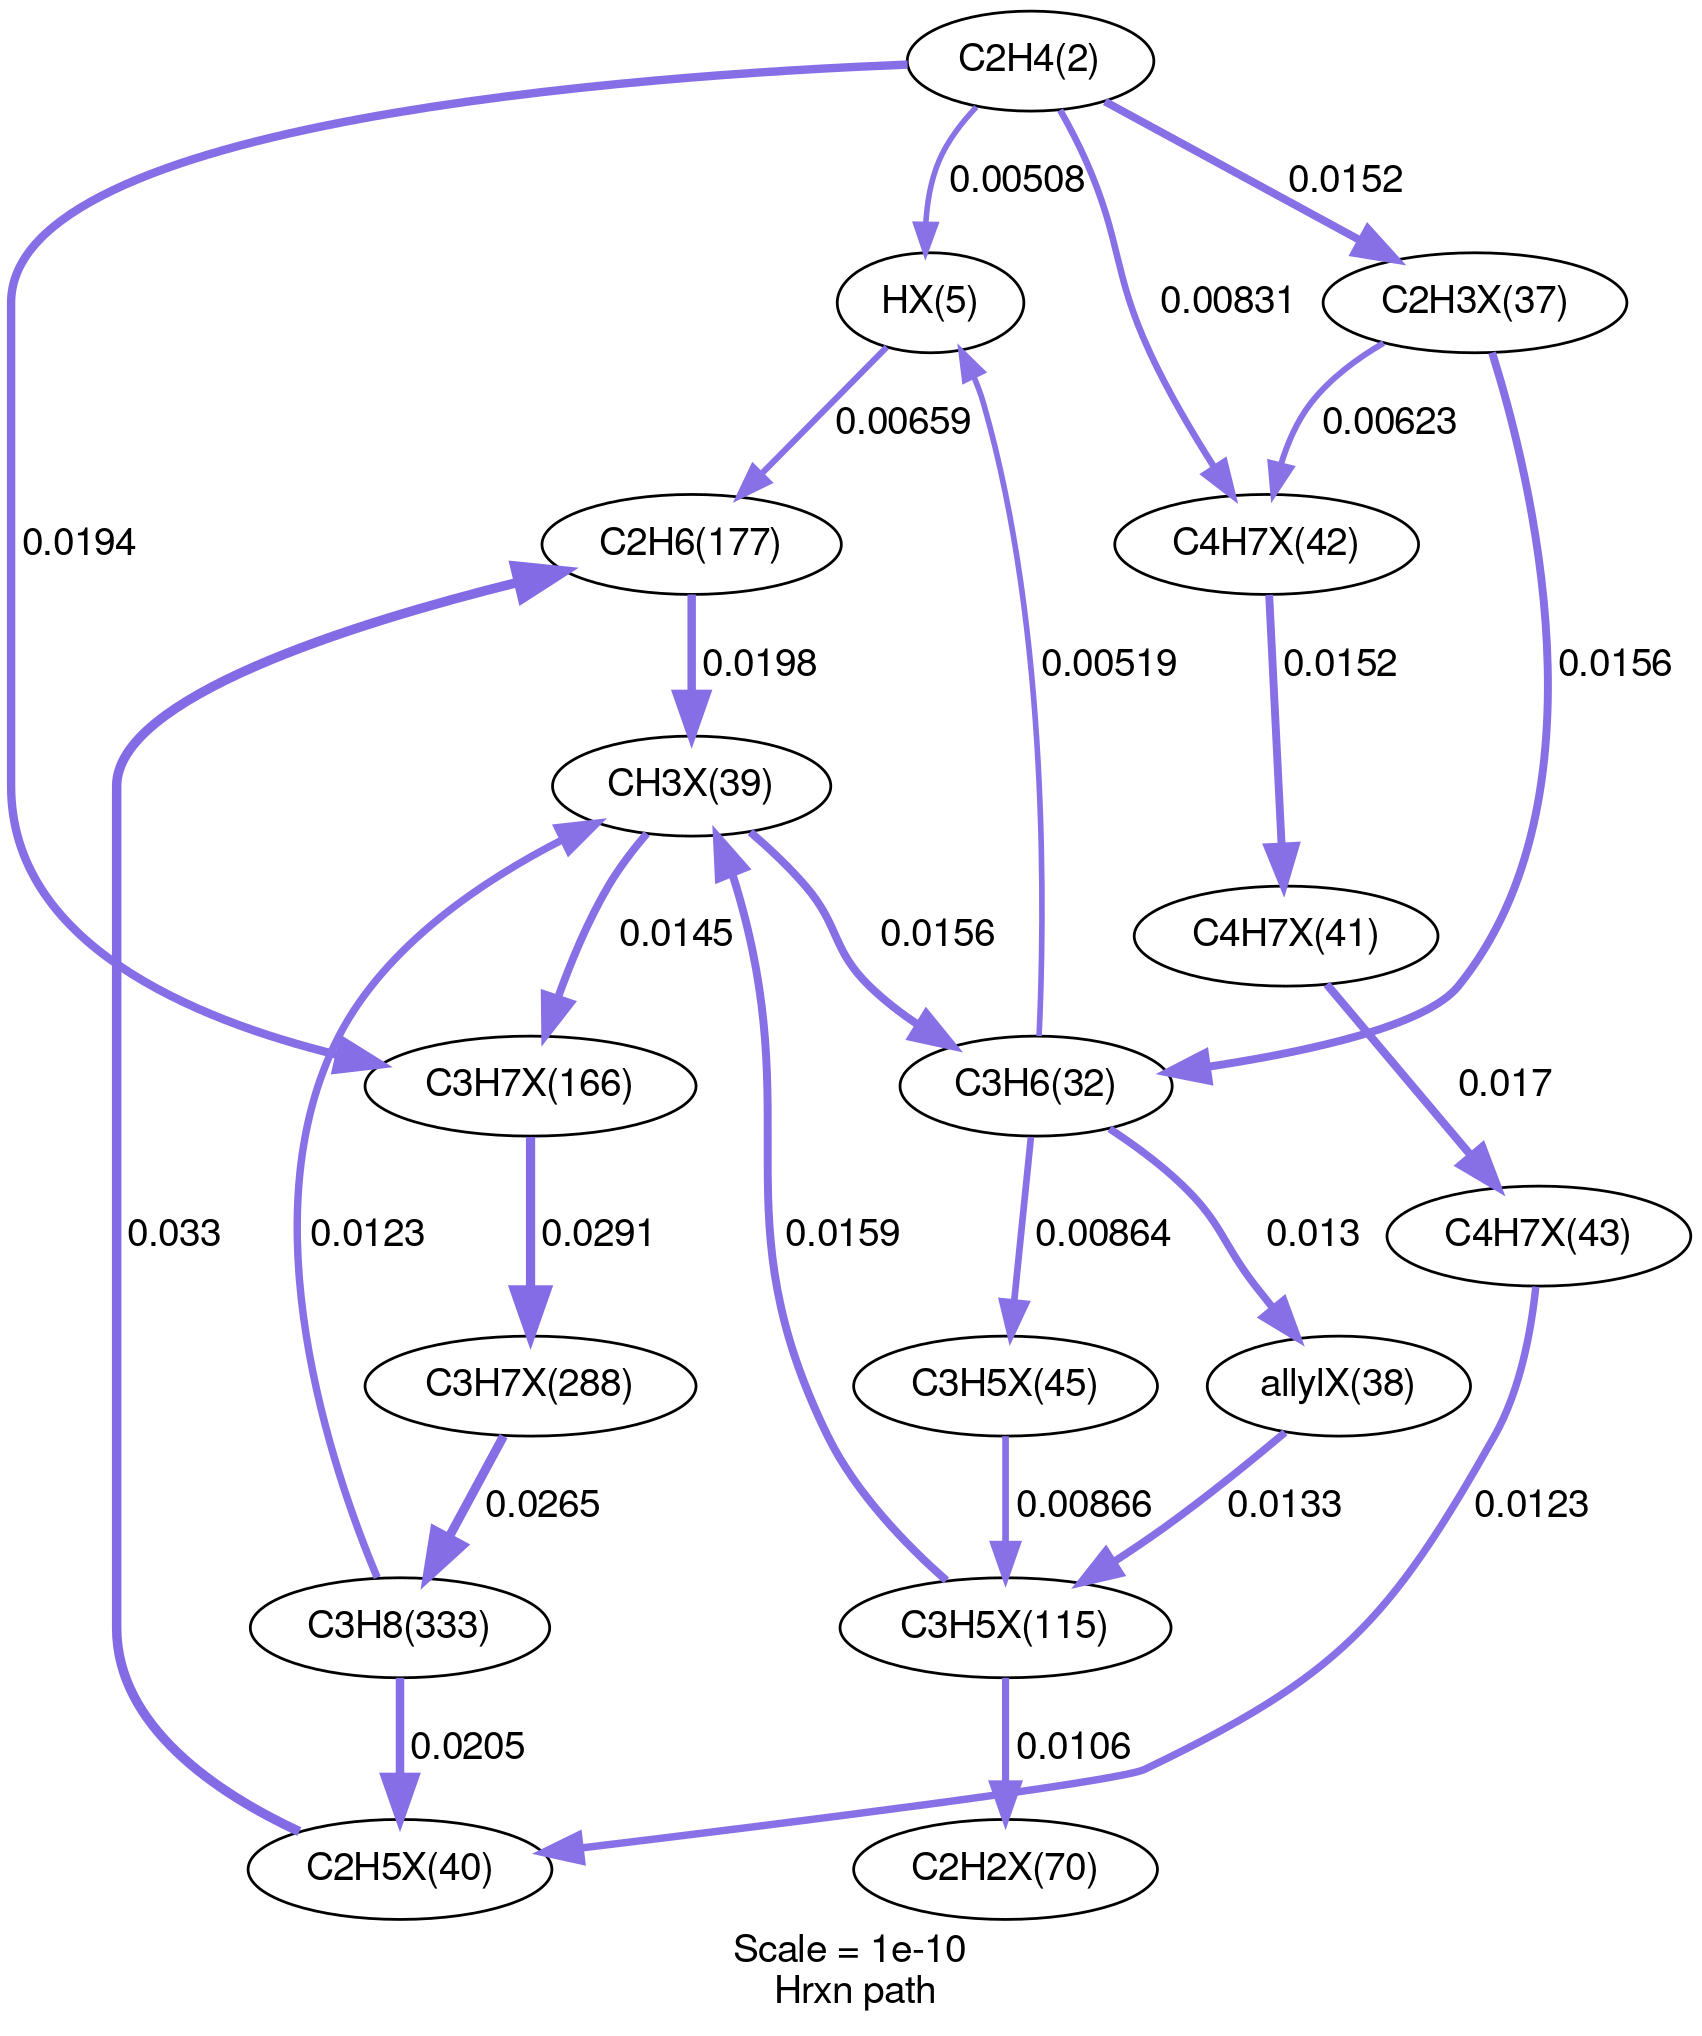 C2H4(2)
0.00508
0.0152
HX(5)
0.00831
C2H3X(37)
0.00659
0.00623
0.0194
C2H6(177)
C4H7X(42)
0.0198
0.00519
0.0152
0.0156
CH3X(39)
0.0145
0.0156
C4H7X(41)
C3H7X(166)
C3H6(32)
0.017
0.033
0.0123
0.0291
0.0159
0.00864
0.013
C4H7X(43)
C3H7X(288)
C3H5X(45)
allylX(38)
0.0265
0.00866
0.0133
0.0123
C3H8(333)
C3H5X(115)
0.0205
0.0106
C2H5X(40)
C2H2X(70)
Scale = 1e-10
Hrxn path